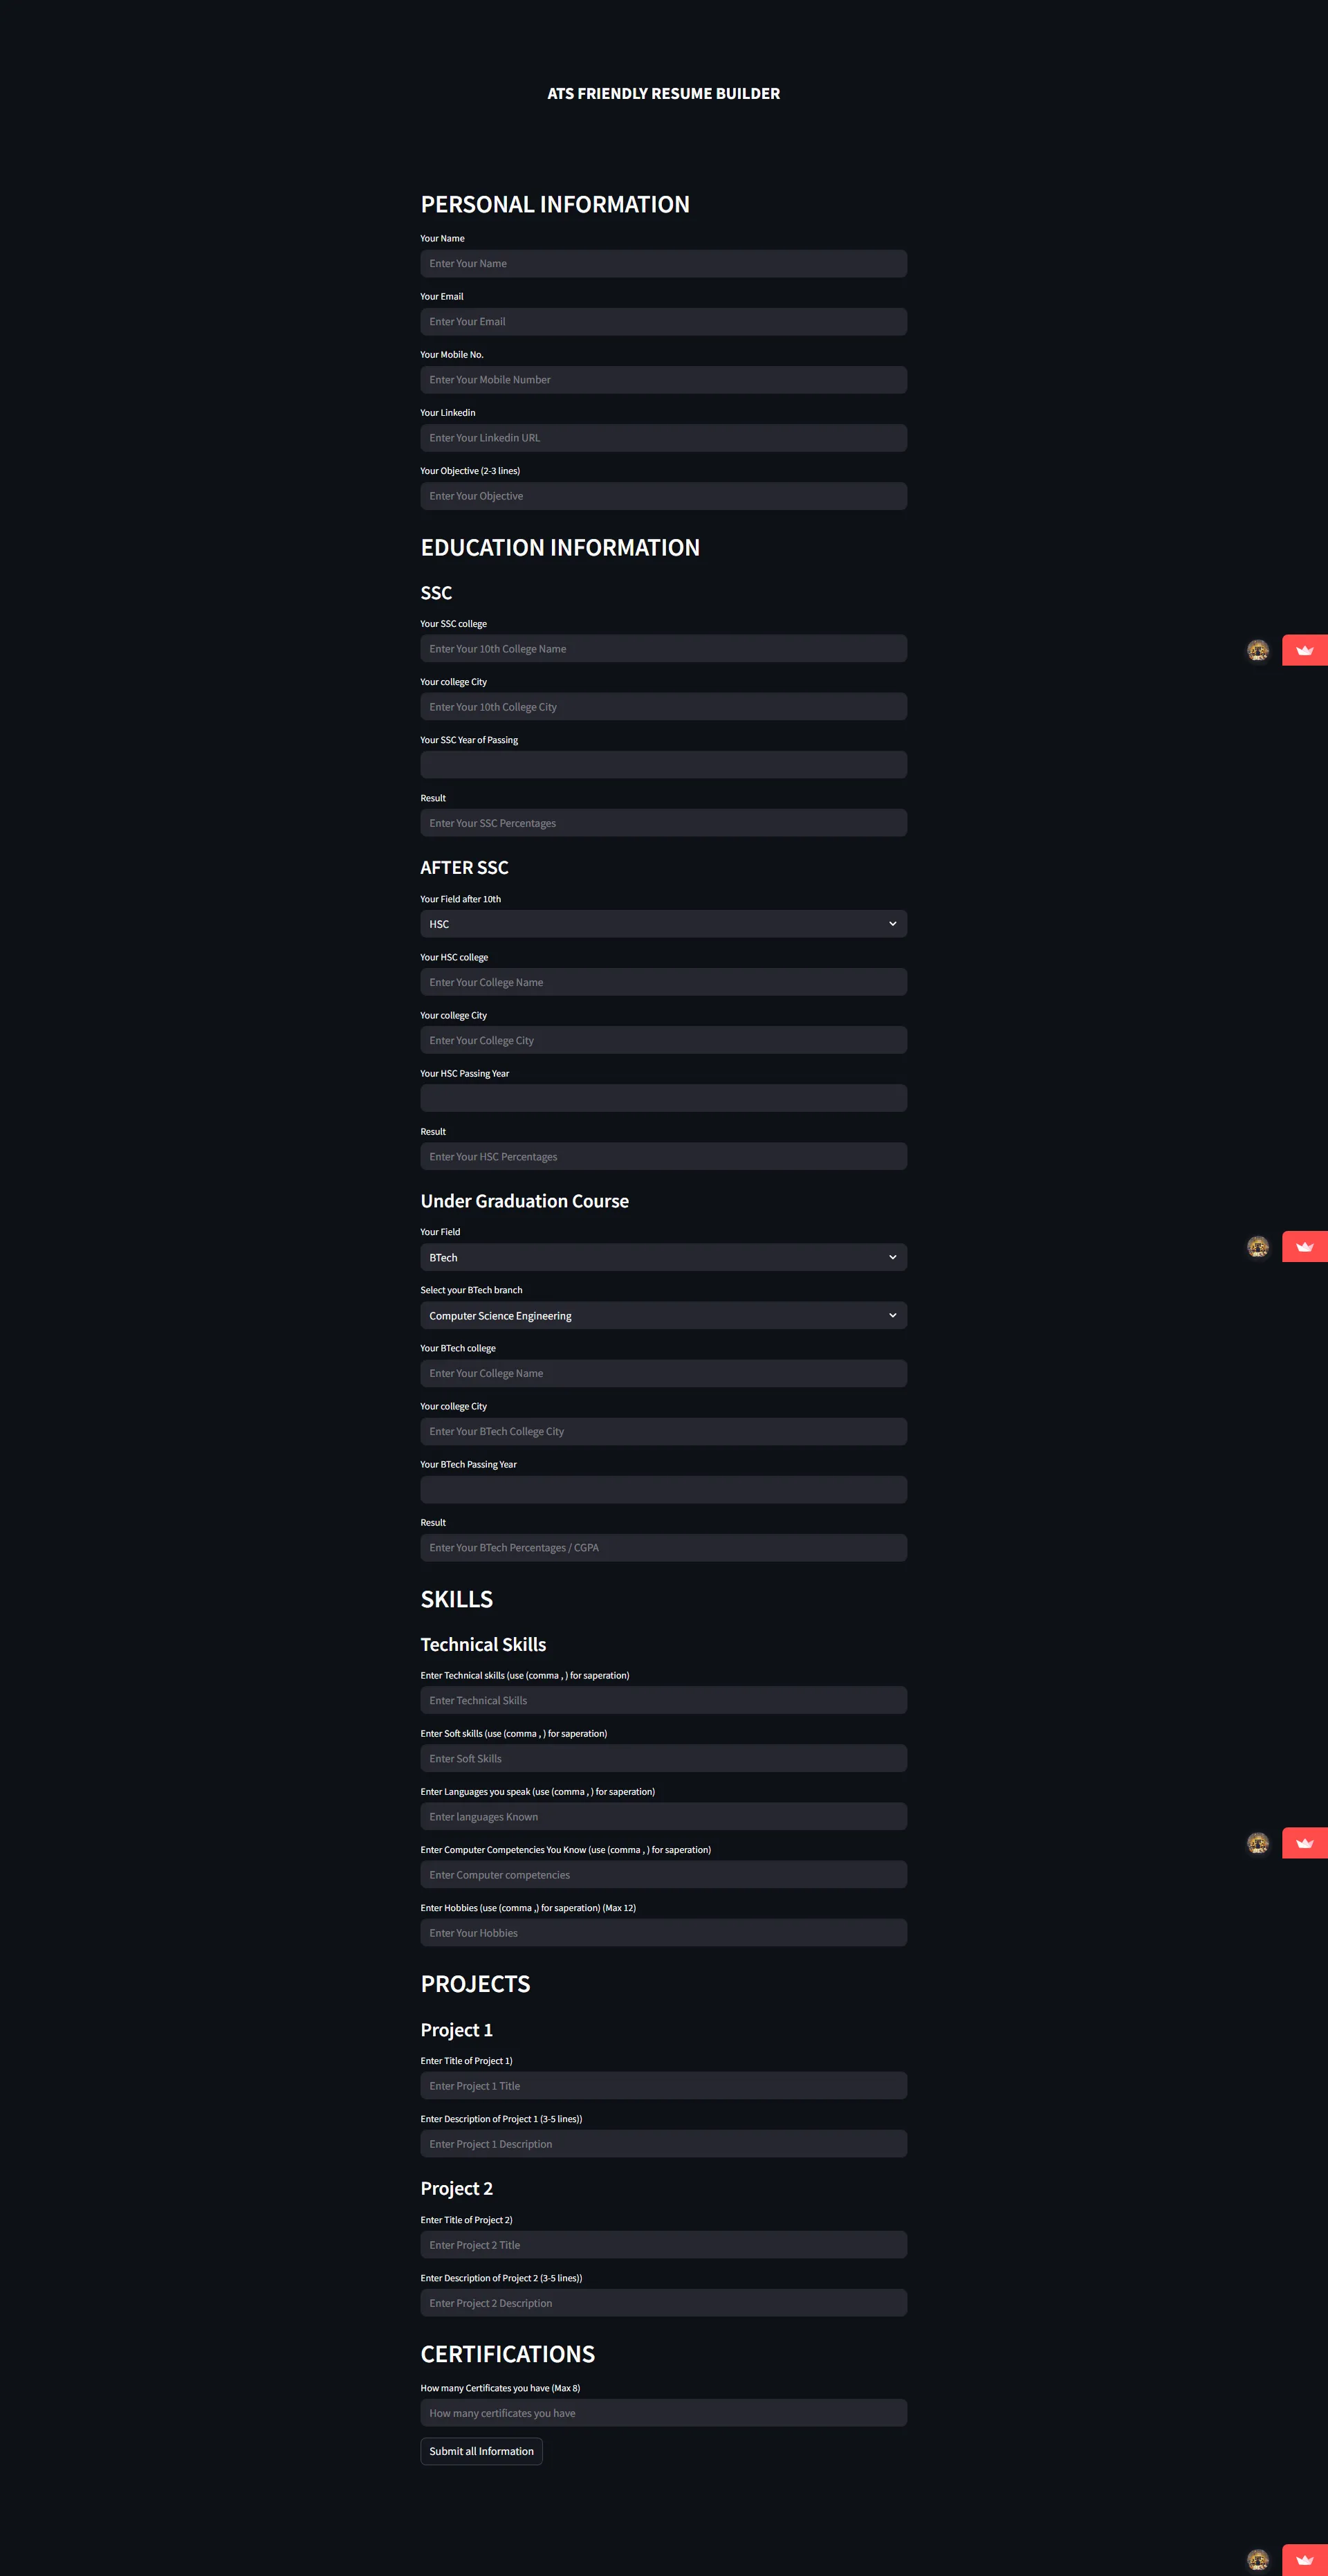 ATS FRIENDLY RESUME BUILDER
PERSONAL INFORMATION
Your Name
Enter Your Name
Your Email
Enter Your Email
Your Mobile No.
Enter Your Mobile Number
Your Linkedin
Enter Your Linkedin URL
Your Objective (2-3 lines)
Enter Your Objective
EDUCATION INFORMATION
SSC
Your SSC college
Enter Your 10th College Name
Your college City
Enter Your 10th College City
Your SSC Year of Passing
Result
Enter Your SSC Percentages
AFTER SSC
Your Field after 10th
HSC
Your HSC college
Enter Your College Name
Your college City
Enter Your College City
Your HSC Passing Year
Result
Enter Your HSC Percentages
Under Graduation Course
Your Field
BTech
Select your BTech branch
Computer Science Engineering
Your BTech college
Enter Your College Name
Your college City
Enter Your BTech College City
Your BTech Passing Year
Result
Enter Your BTech Percentages / CGPA
SKILLS
Technical Skills
Enter Technical skills (use (comma , ) for saperation)
Enter Technical Skills
Enter Soft skills (use (comma , ) for saperation)
Enter Soft Skills
Enter Languages you speak (use (comma , ) for saperation)
Enter languages Known
Enter Computer Competencies You Know (use (comma , ) for saperation)
Enter Computer competencies
Enter Hobbies (use (comma ,) for saperation) (Max 12)
Enter Your Hobbies
PROJECTS
Project 1
Enter Title of Project 1)
Enter Project 1 Title
Enter Description of Project 1 (3-5 lines))
Enter Project 1 Description
Project 2
Enter Title of Project 2)
Enter Project 2 Title
Enter Description of Project 2 (3-5 lines))
Enter Project 2 Description
CERTIFICATIONS
How many Certificates you have (Max 8)
How many certificates you have
Submit all Information